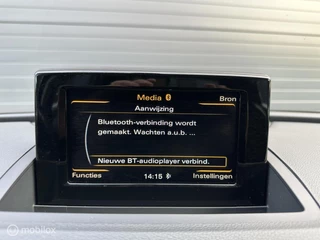 Media
Bron
Aanwijzing
Bluetooth-verbinding wordt
gemaakt. Wachten a.u.b. ...
Nieuwe BT-audioplayer verbind.
Functies
14:15
Instellingen
mobilox